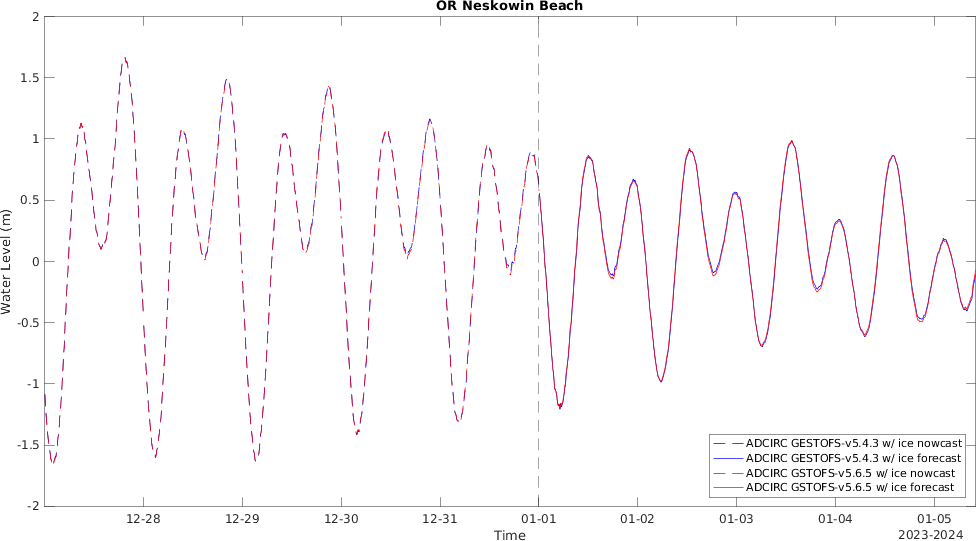 OR Neskowin Beach
2
1.5
1
0.5
0
-0.5
-1
-1.5
-2
Water Level (m)
12-28
12-29
12-30
12-31
01-01
01-02
01-03
01-04
01-05
Time
2023-2024
ADCIRC GESTOFS-v5.4.3 w/ ice nowcast
ADCIRC GESTOFS-v5.4.3 w/ ice forecast
ADCIRC GSTOFS-v5.6.5 w/ ice nowcast
ADCIRC GSTOFS-v5.6.5 w/ ice forecast